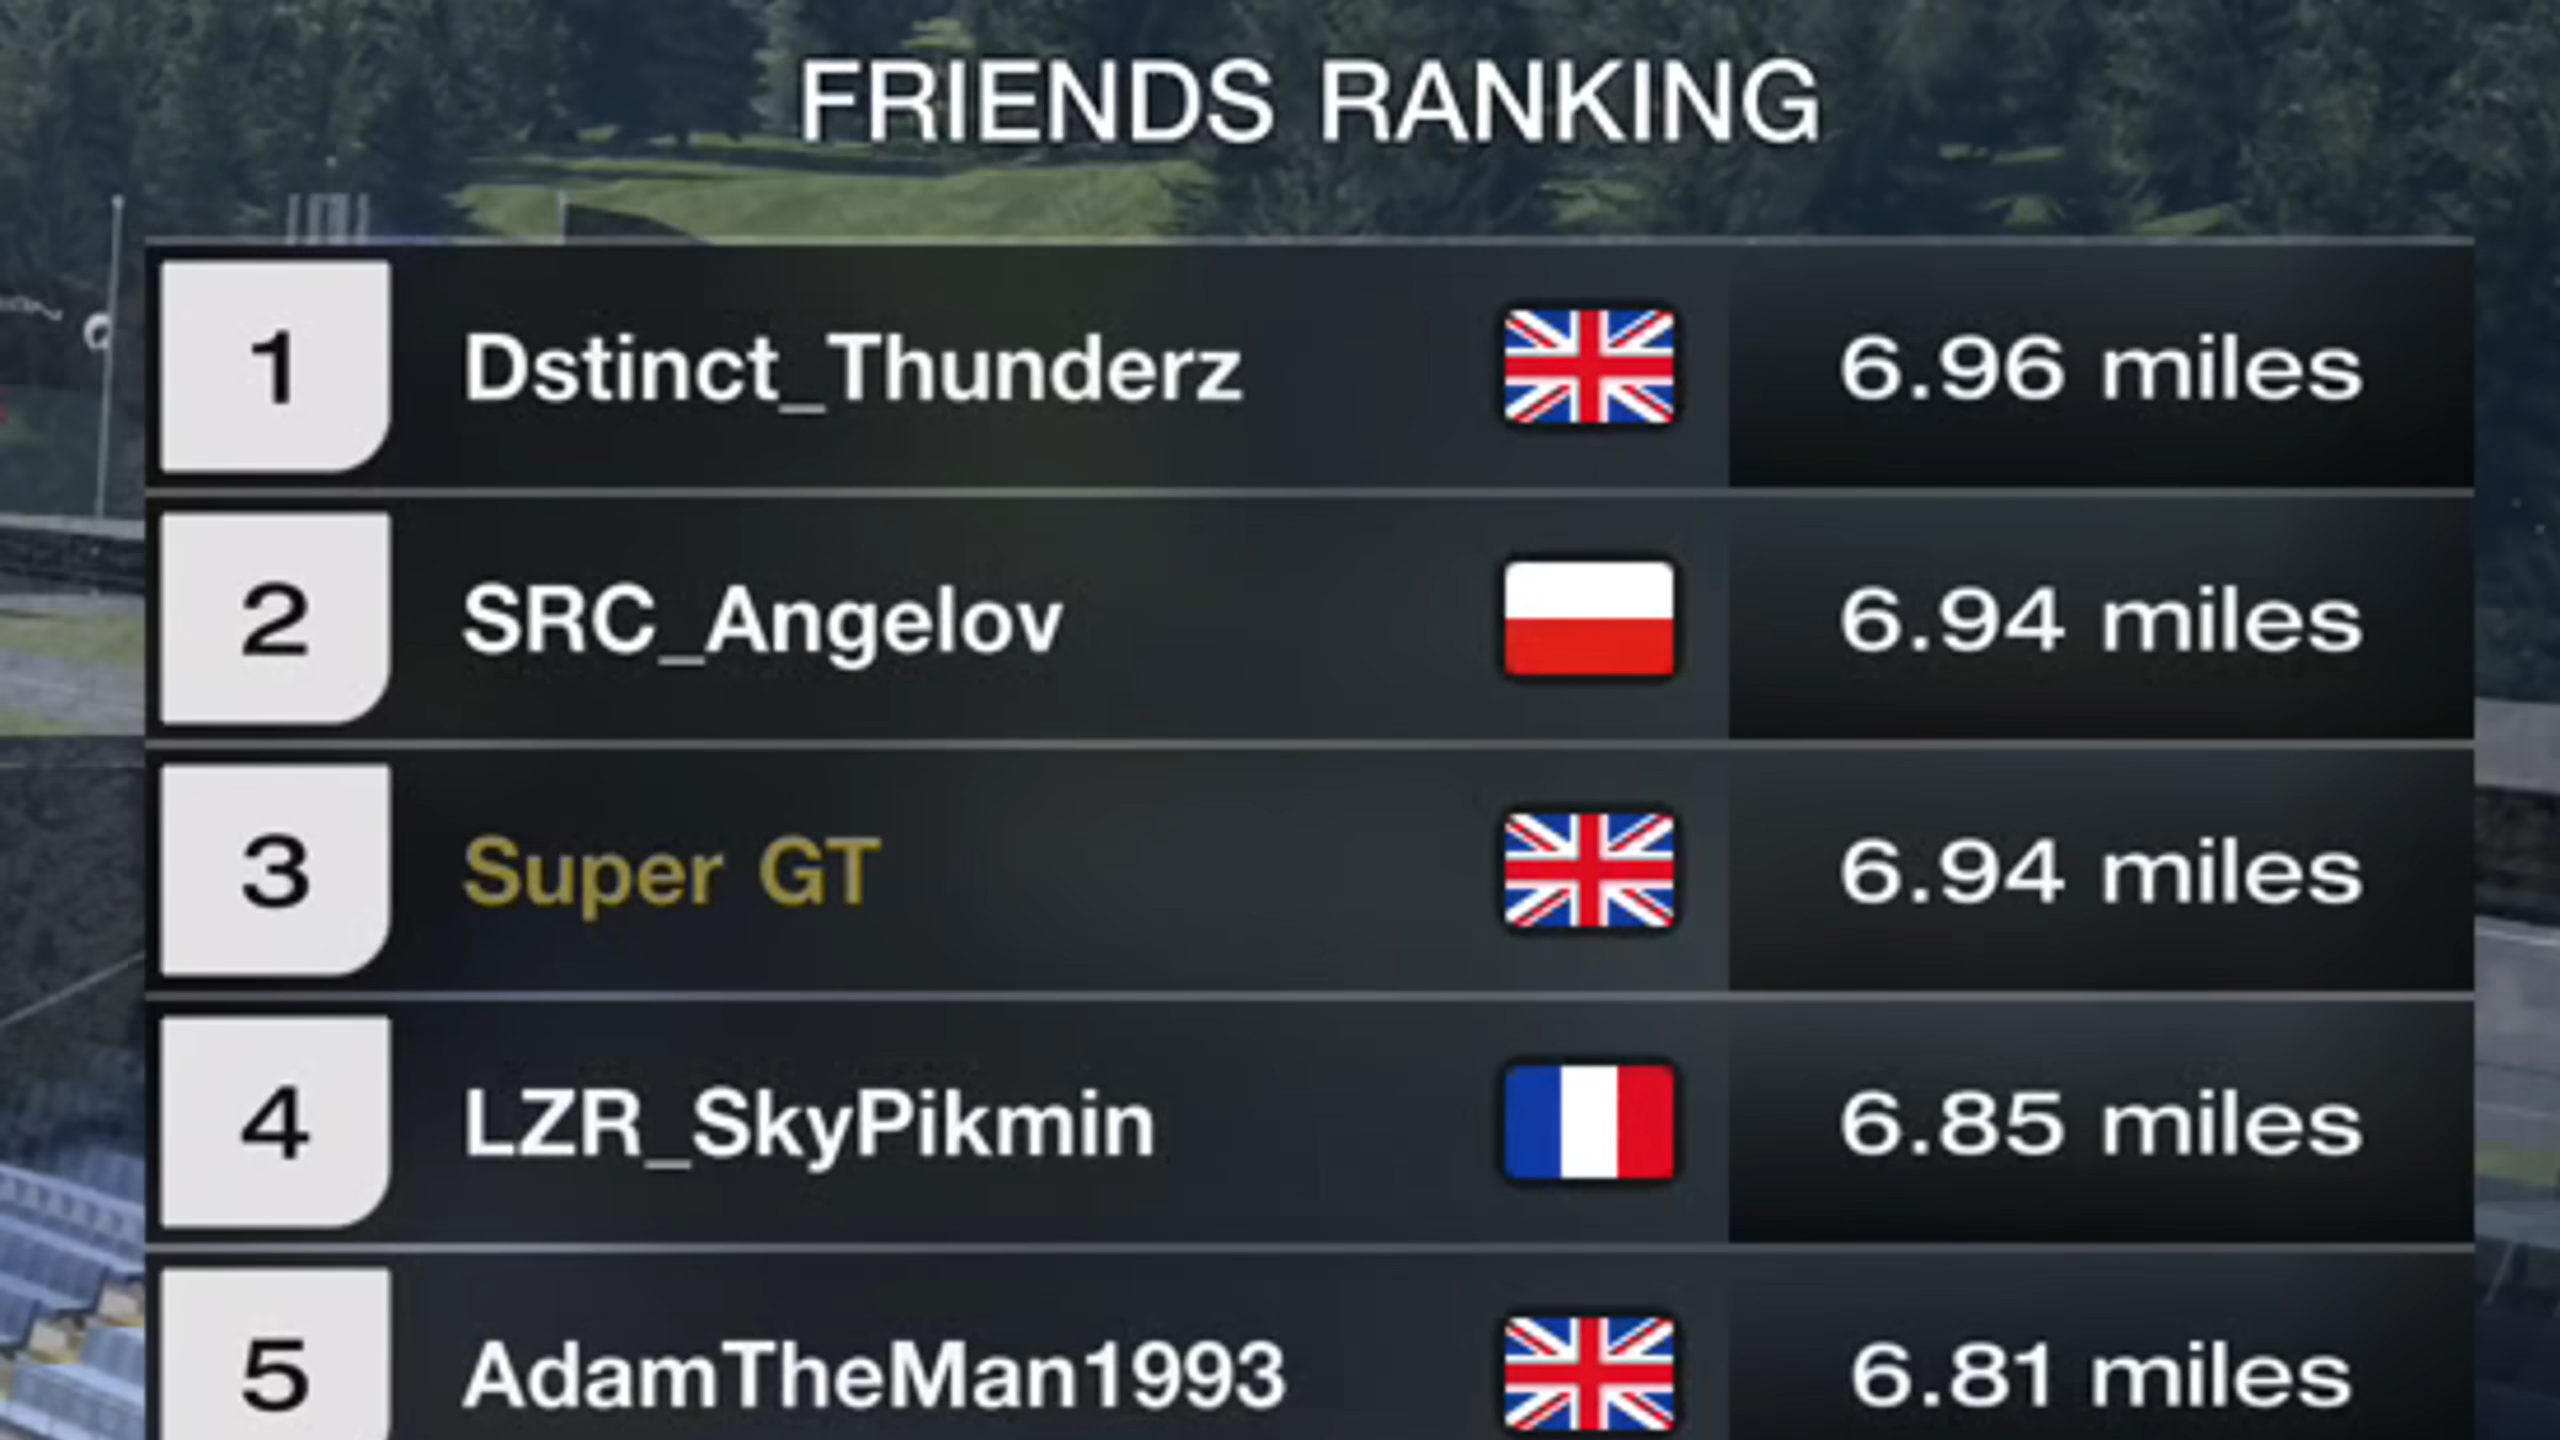 FRIENDS RANKING
1 Dstinct_Thunderz 6.96 miles
2 SRC_Angelov 6.94 miles
3 Super GT 6.94 miles
4 LZR_SkyPikmin 6.85 miles
5 AdamTheMan1993 6.81 miles